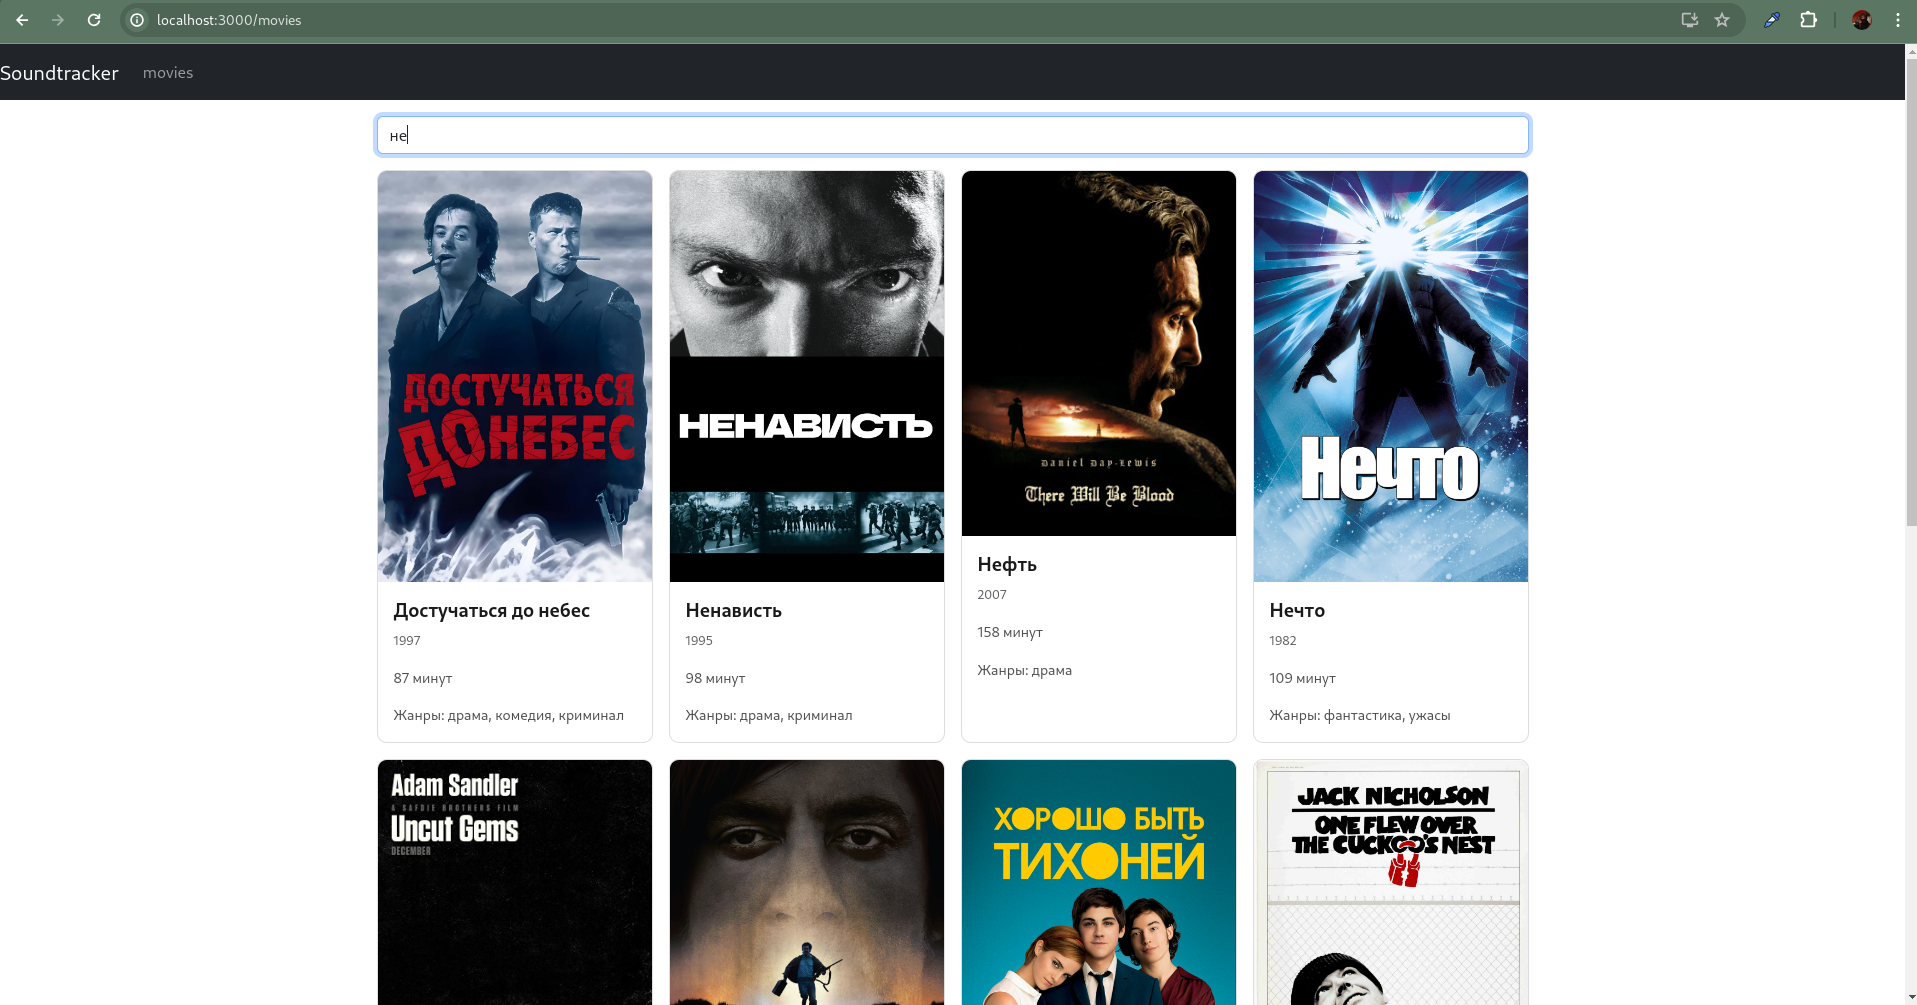 localhost:3000/movies
Soundtracker movies
не
ДОСТУЧАТЬСЯ
ДО НЕБЕС
Достучаться до небес
1997
87 минут
Жанры: драма, комедия, криминал
НЕНАВИСТЬ
Ненависть
1995
98 минут
Жанры: драма, криминал
DANIEL DAY-LEWIS
There Will Be Blood
Нефть
2007
158 минут
Жанры: драма
Нечто
Нечто
1982
109 минут
Жанры: фантастика, ужасы
Adam Sandler
A SAFDIE BROTHERS FILM
Uncut Gems
DECEMBER
ХОРОШО БЫТЬ
ТИХОНЕЙ
JACK NICHOLSON
ONE FLEW OVER
THE CUCKOO'S NEST